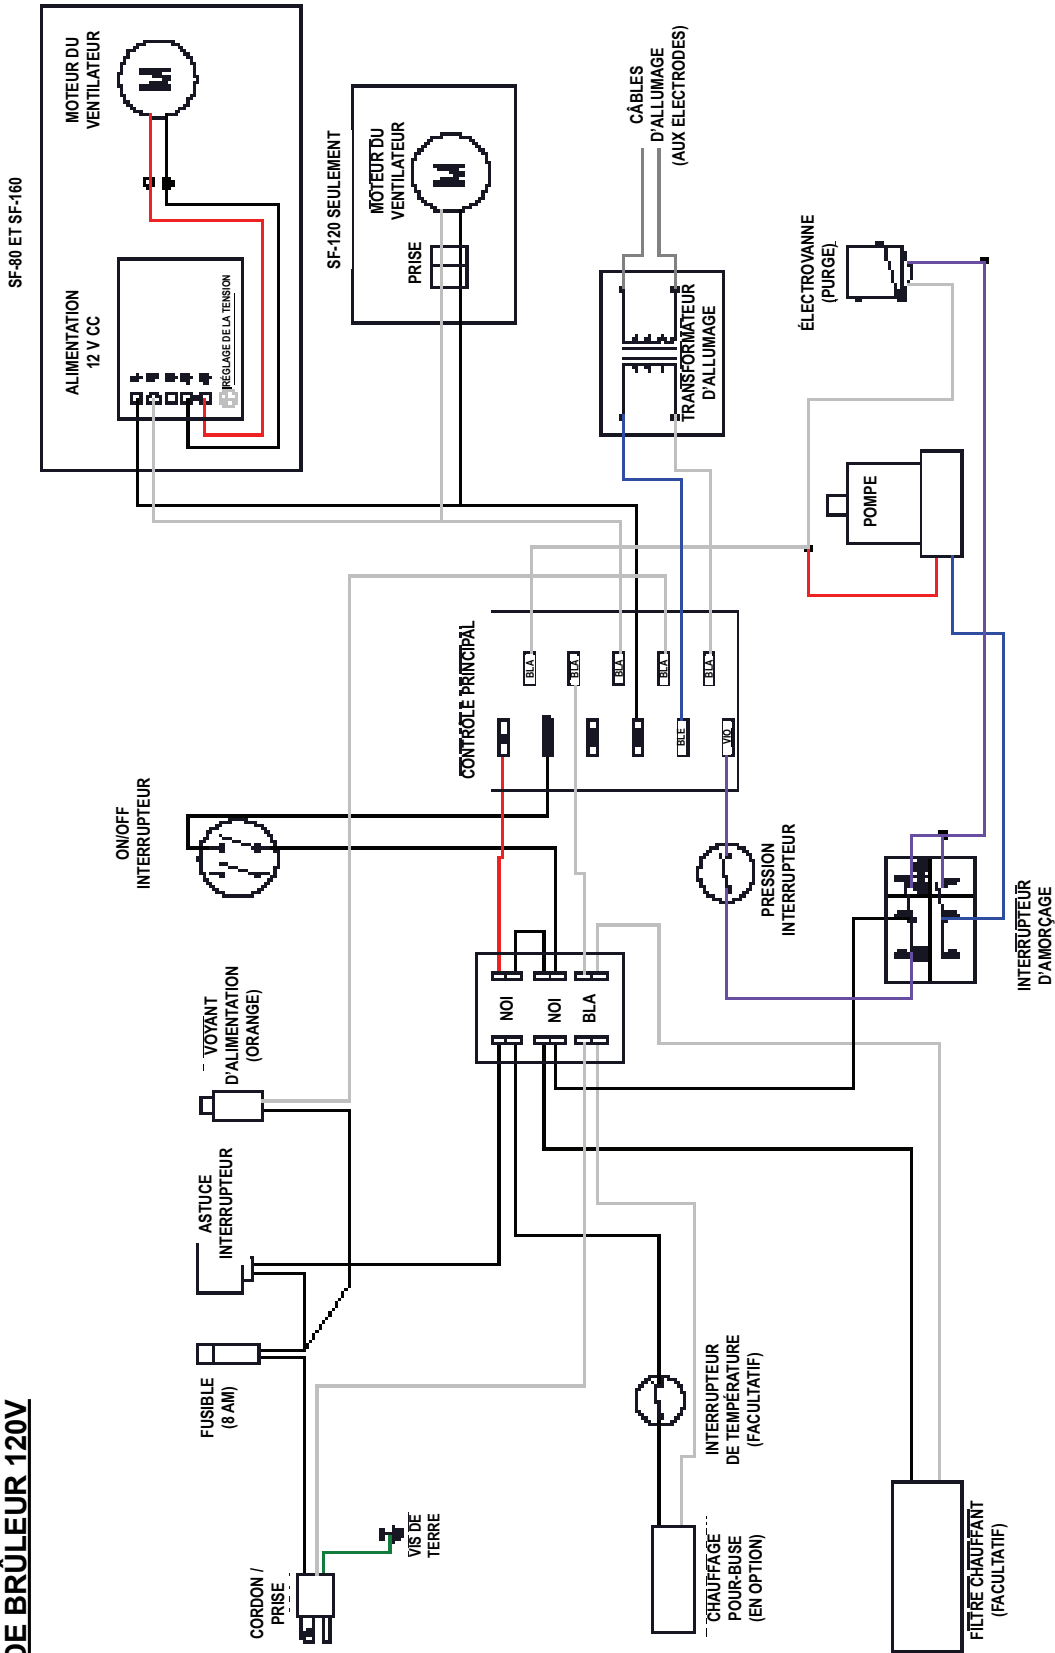 DE BRÛLEUR 120V
SF-80 ET SF-160
MOTEUR DU
VENTILATEUR
M
ALIMENTATION
12 V CC
RÉGLAGE DE LA TENSION
SF-120 SEULEMENT
MOTEUR DU
VENTILATEUR
M
PRISE
CÂBLES
D'ALLUMAGE
(AUX ELECTRODES)
TRANSFORMATEUR
D'ALLUMAGE
ÉLECTROVANNE
(PURGE)
POMPE
CONTRÔLE PRINCIPAL
BLA
BLA
BLA
BLA
BLA
BLE
VIO
ON/OFF
INTERRUPTEUR
PRESSION
INTERRUPTEUR
INTERRUPTEUR
D'AMORÇAGE
VOYANT
D'ALIMENTATION
(ORANGE)
NOI
NOI
BLA
ASTUCE
INTERRUPTEUR
FUSIBLE
(8 AM)
INTERRUPTEUR
DE TEMPÉRATURE
(FACULTATIF)
CORDON /
PRISE
VIS DE
TERRE
CHAUFFAGE
POUR-BUSE
(EN OPTION)
FILTRE CHAUFFANT
(FACULTATIF)